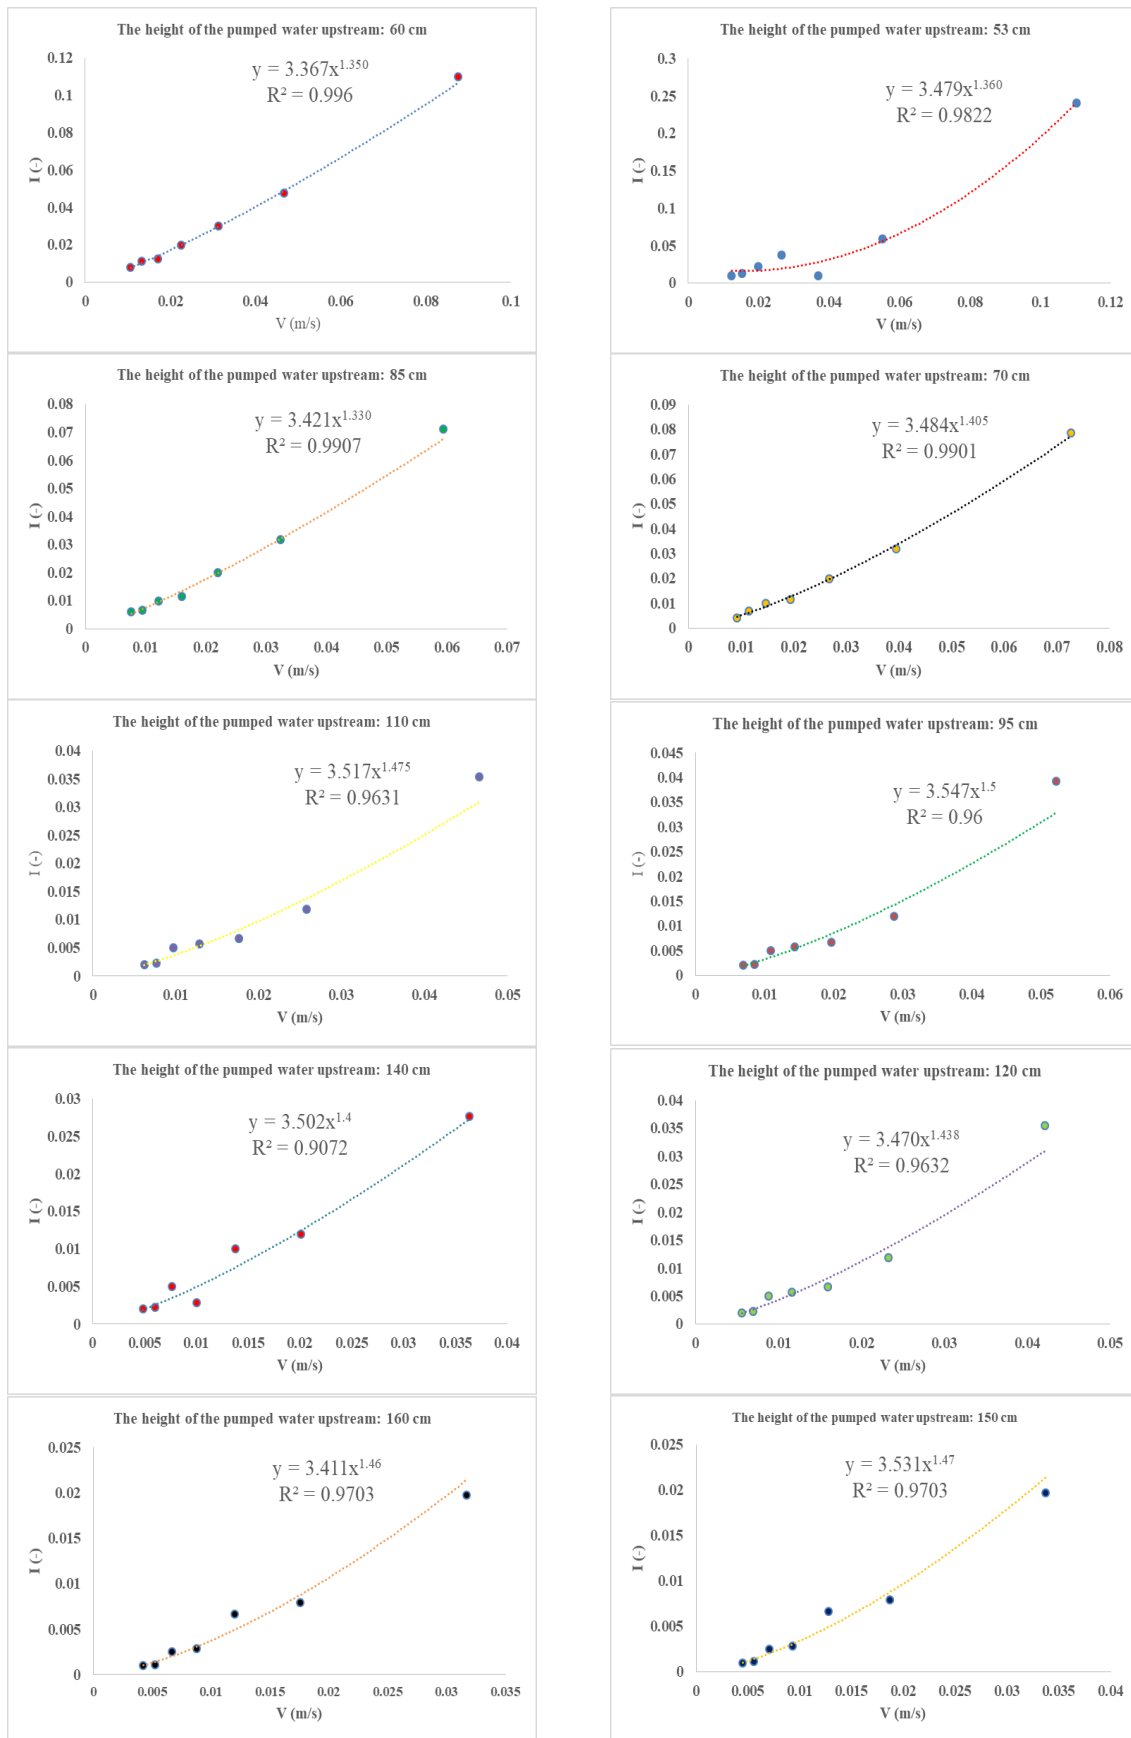 The height of the pumped water upstream: 60 cm
y = 3.367x^1.350
R² = 0.996
I (-)
0.12
0.1
0.08
0.06
0.04
0.02
0
0 0.02 0.04 0.06 0.08 0.1
V (m/s)
The height of the pumped water upstream: 53 cm
y = 3.479x^1.360
R² = 0.9822
I (-)
0.3
0.25
0.2
0.15
0.1
0.05
0
0 0.02 0.04 0.06 0.08 0.1 0.12
V (m/s)
The height of the pumped water upstream: 85 cm
y = 3.421x^1.330
R² = 0.9907
I (-)
0.08
0.07
0.06
0.05
0.04
0.03
0.02
0.01
0
0 0.01 0.02 0.03 0.04 0.05 0.06 0.07
V (m/s)
The height of the pumped water upstream: 70 cm
y = 3.484x^1.405
R² = 0.9901
I (-)
0.09
0.08
0.07
0.06
0.05
0.04
0.03
0.02
0.01
0
0 0.01 0.02 0.03 0.04 0.05 0.06 0.07 0.08
V (m/s)
The height of the pumped water upstream: 110 cm
y = 3.517x^1.475
R² = 0.9631
I (-)
0.04
0.035
0.03
0.025
0.02
0.015
0.01
0.005
0
0 0.01 0.02 0.03 0.04 0.05
V (m/s)
The height of the pumped water upstream: 95 cm
y = 3.547x^1.5
R² = 0.96
I (-)
0.045
0.04
0.035
0.03
0.025
0.02
0.015
0.01
0.005
0
0 0.01 0.02 0.03 0.04 0.05 0.06
V (m/s)
The height of the pumped water upstream: 140 cm
y = 3.502x^1.4
R² = 0.9072
I (-)
0.03
0.025
0.02
0.015
0.01
0.005
0
0 0.005 0.01 0.015 0.02 0.025 0.03 0.035 0.04
V (m/s)
The height of the pumped water upstream: 120 cm
y = 3.470x^1.438
R² = 0.9632
I (-)
0.04
0.035
0.03
0.025
0.02
0.015
0.01
0.005
0
0 0.01 0.02 0.03 0.04 0.05
V (m/s)
The height of the pumped water upstream: 160 cm
y = 3.411x^1.46
R² = 0.9703
I (-)
0.025
0.02
0.015
0.01
0.005
0
0 0.005 0.01 0.015 0.02 0.025 0.03 0.035
V (m/s)
The height of the pumped water upstream: 150 cm
y = 3.531x^1.47
R² = 0.9703
I (-)
0.025
0.02
0.015
0.01
0.005
0
0 0.005 0.01 0.015 0.02 0.025 0.03 0.035 0.04
V (m/s)